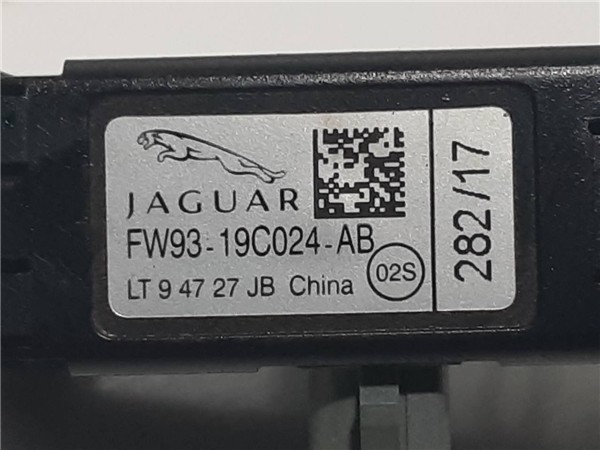 JAGUAR
FW93-19C024-AB
LT 9 47 27 JB China
02S
282/17